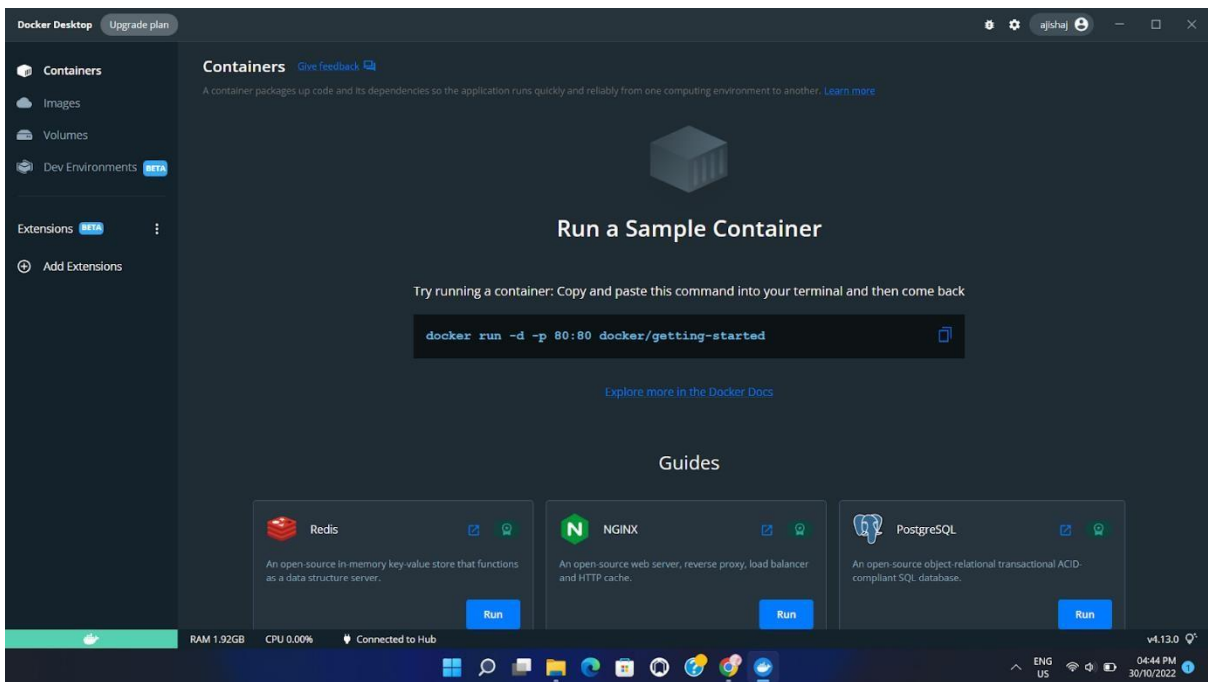 Docker Desktop Upgrade plan
ajishaj
Containers
Images
Volumes
Dev Environments BETA
Extensions BETA
Add Extensions
Containers Give feedback
A container packages up code and its dependencies so the application runs quickly and reliably from one computing environment to another. Learn more
Run a Sample Container
Try running a container: Copy and paste this command into your terminal and then come back
docker run -d -p 80:80 docker/getting-started
Explore more in the Docker Docs
Guides
Redis
An open-source in-memory key-value store that functions
as a data structure server.
Run
N
NGINX
An open-source web server, reverse proxy, load balancer
and HTTP cache.
Run
PostgreSQL
An open-source object-relational transactional ACID-
compliant SQL database.
Run
RAM 1.92GB CPU 0.00% Connected to Hub
v4.13.0
ENG
US
04:44 PM
30/10/2022
1